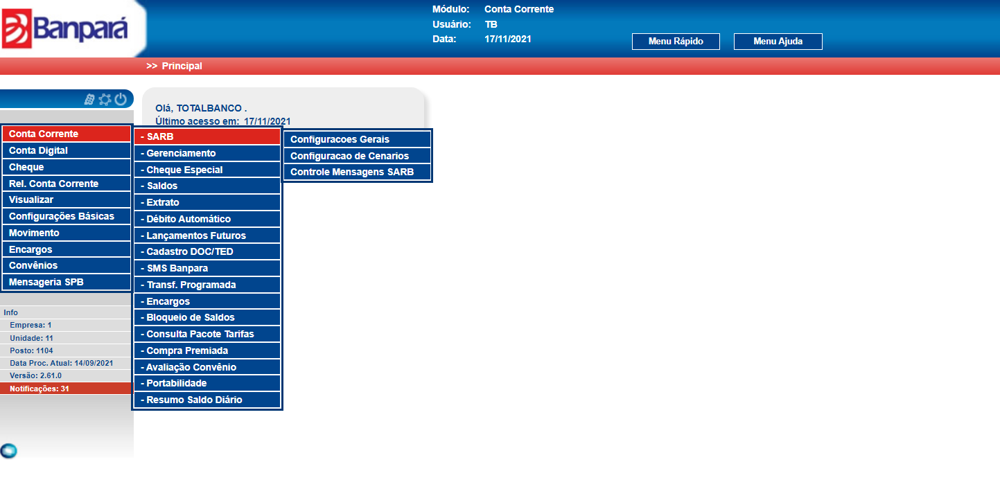 Banpará
Módulo: Conta Corrente
Usuário: TB
Data: 17/11/2021
Menu Rápido
Menu Ajuda
>> Principal
Olá, TOTALBANCO .
Último acesso em: 17/11/2021
Conta Corrente
Conta Digital
Cheque
Rel. Conta Corrente
Visualizar
Configurações Básicas
Movimento
Encargos
Convênios
Mensageria SPB
- SARB
- Gerenciamento
- Cheque Especial
- Saldos
- Extrato
- Débito Automático
- Lançamentos Futuros
- Cadastro DOC/TED
- SMS Banpara
- Transf. Programada
- Encargos
- Bloqueio de Saldos
- Consulta Pacote Tarifas
- Compra Premiada
- Avaliação Convênio
- Portabilidade
- Resumo Saldo Diário
Configuracoes Gerais
Configuracao de Cenarios
Controle Mensagens SARB
Info
Empresa: 1
Unidade: 11
Posto: 1104
Data Proc. Atual: 14/09/2021
Versão: 2.61.0
Notificações: 31